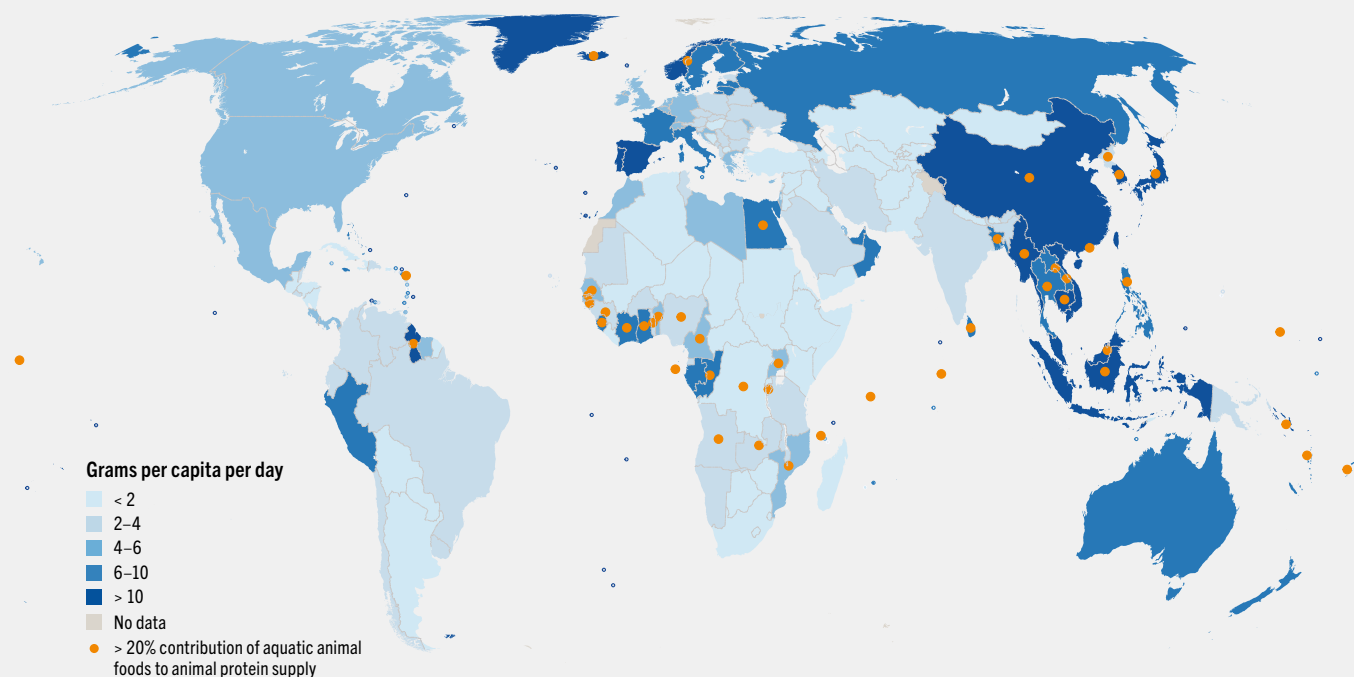 Grams per capita per day
< 2
2–4
4–6
6–10
> 10
No data
> 20% contribution of aquatic animal
foods to animal protein supply